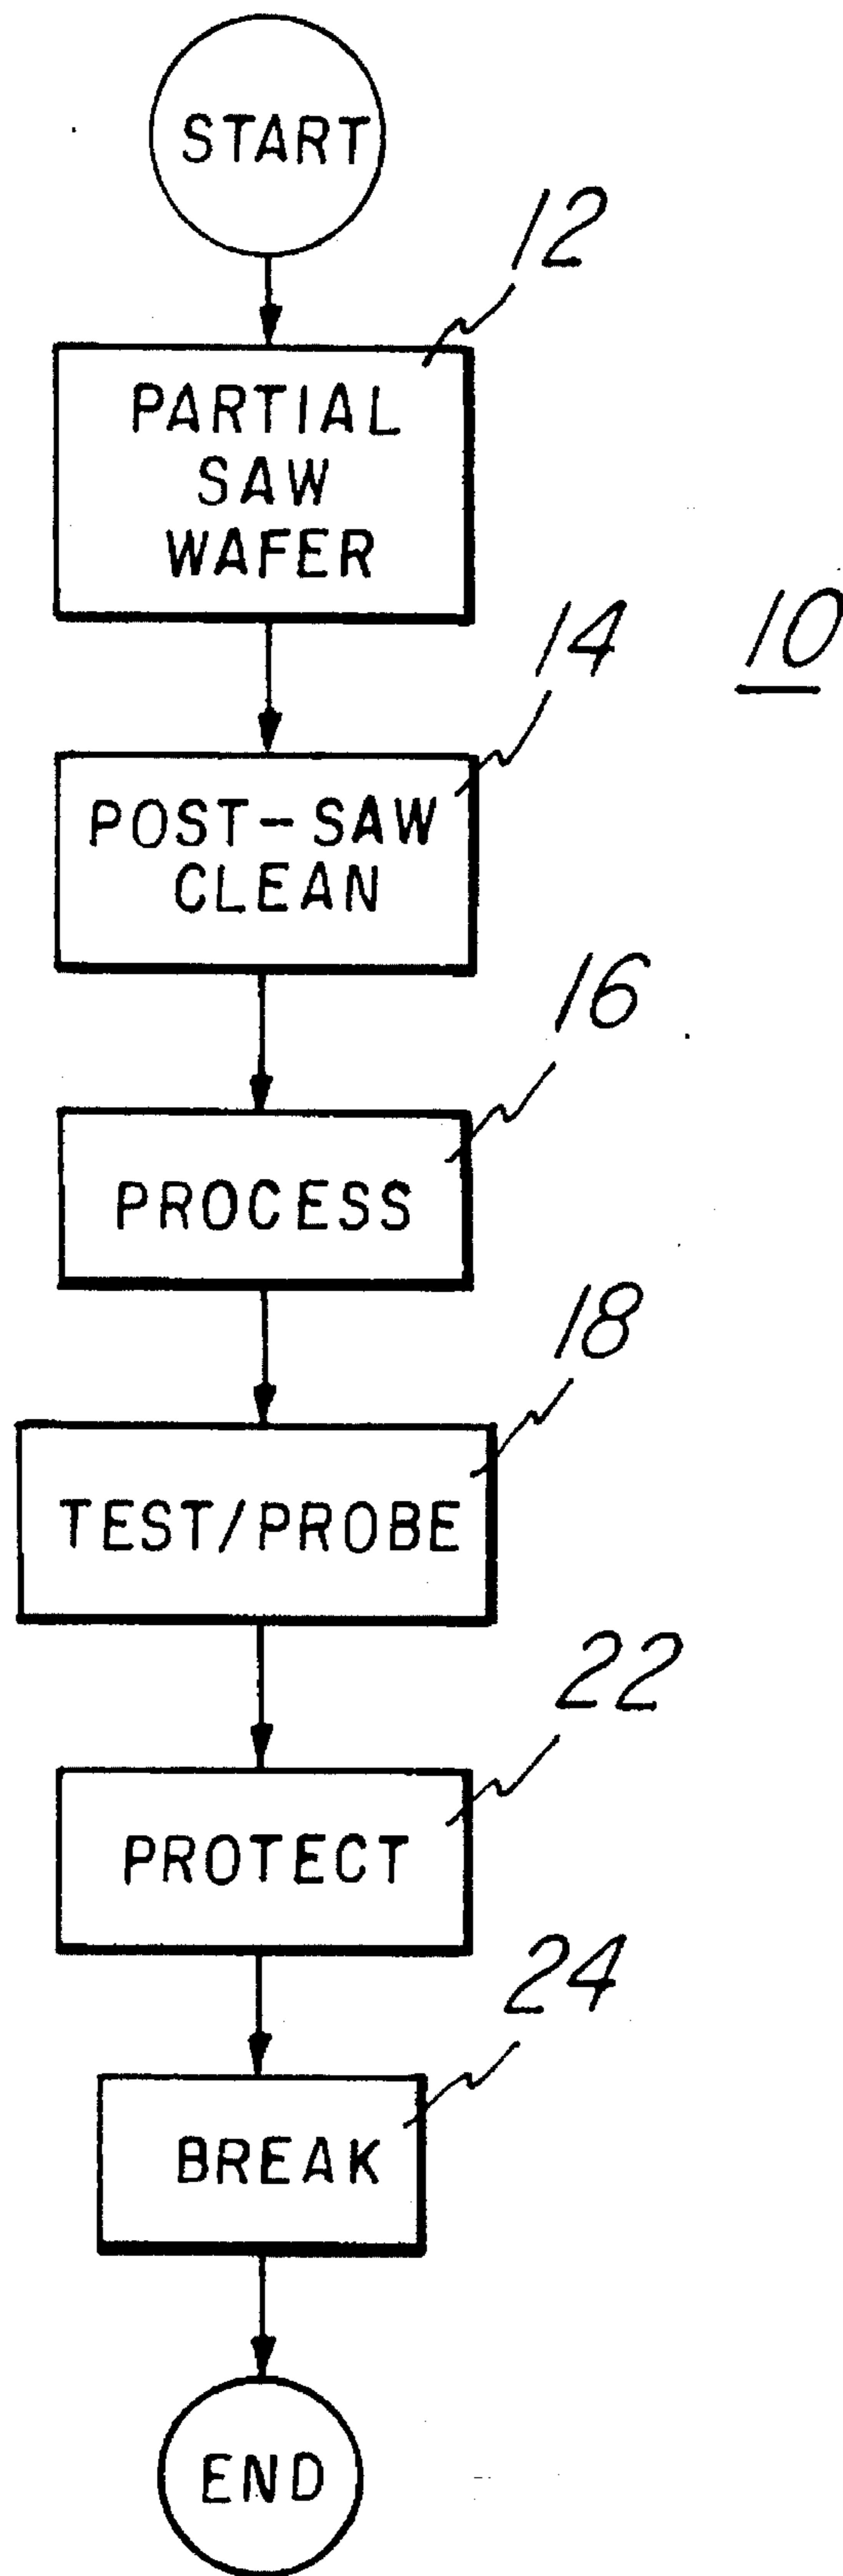 START
12
PARTIAL
SAW
WAFER
14
10
POST-SAW
CLEAN
16
PROCESS
18
TEST/PROBE
22
PROTECT
24
BREAK
END